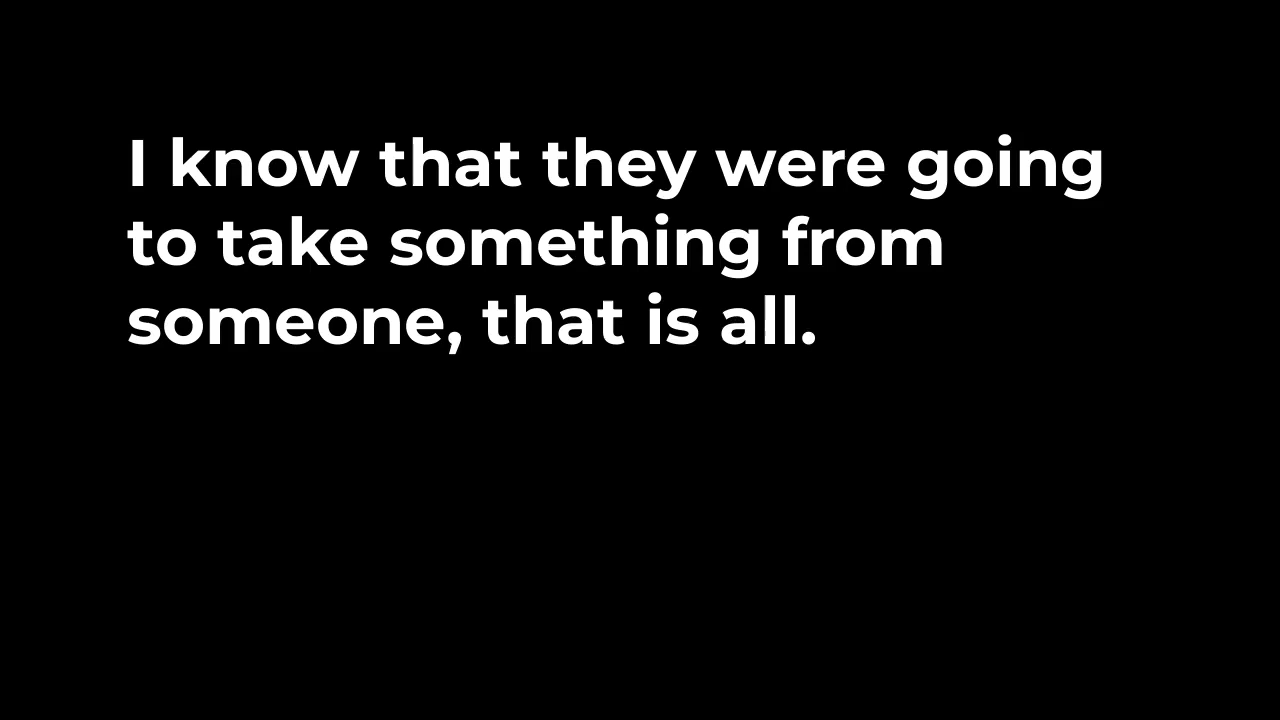 I know that they were going
to take something from
someone, that is all.